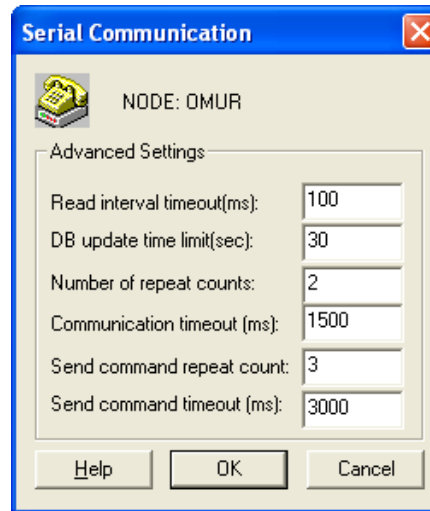 Serial Communication
NODE: OMUR
Advanced Settings
Read interval timeout(ms): 100
DB update time limit(sec): 30
Number of repeat counts: 2
Communication timeout (ms): 1500
Send command repeat count: 3
Send command timeout (ms): 3000
Help OK Cancel